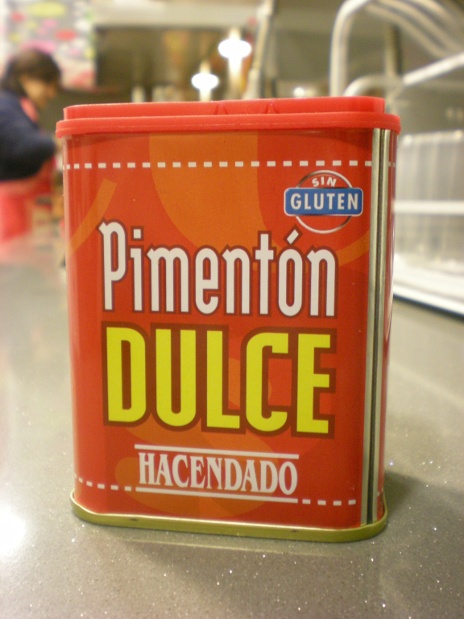 SIN
GLUTEN
Pimentón
DULCE
HACENDADO